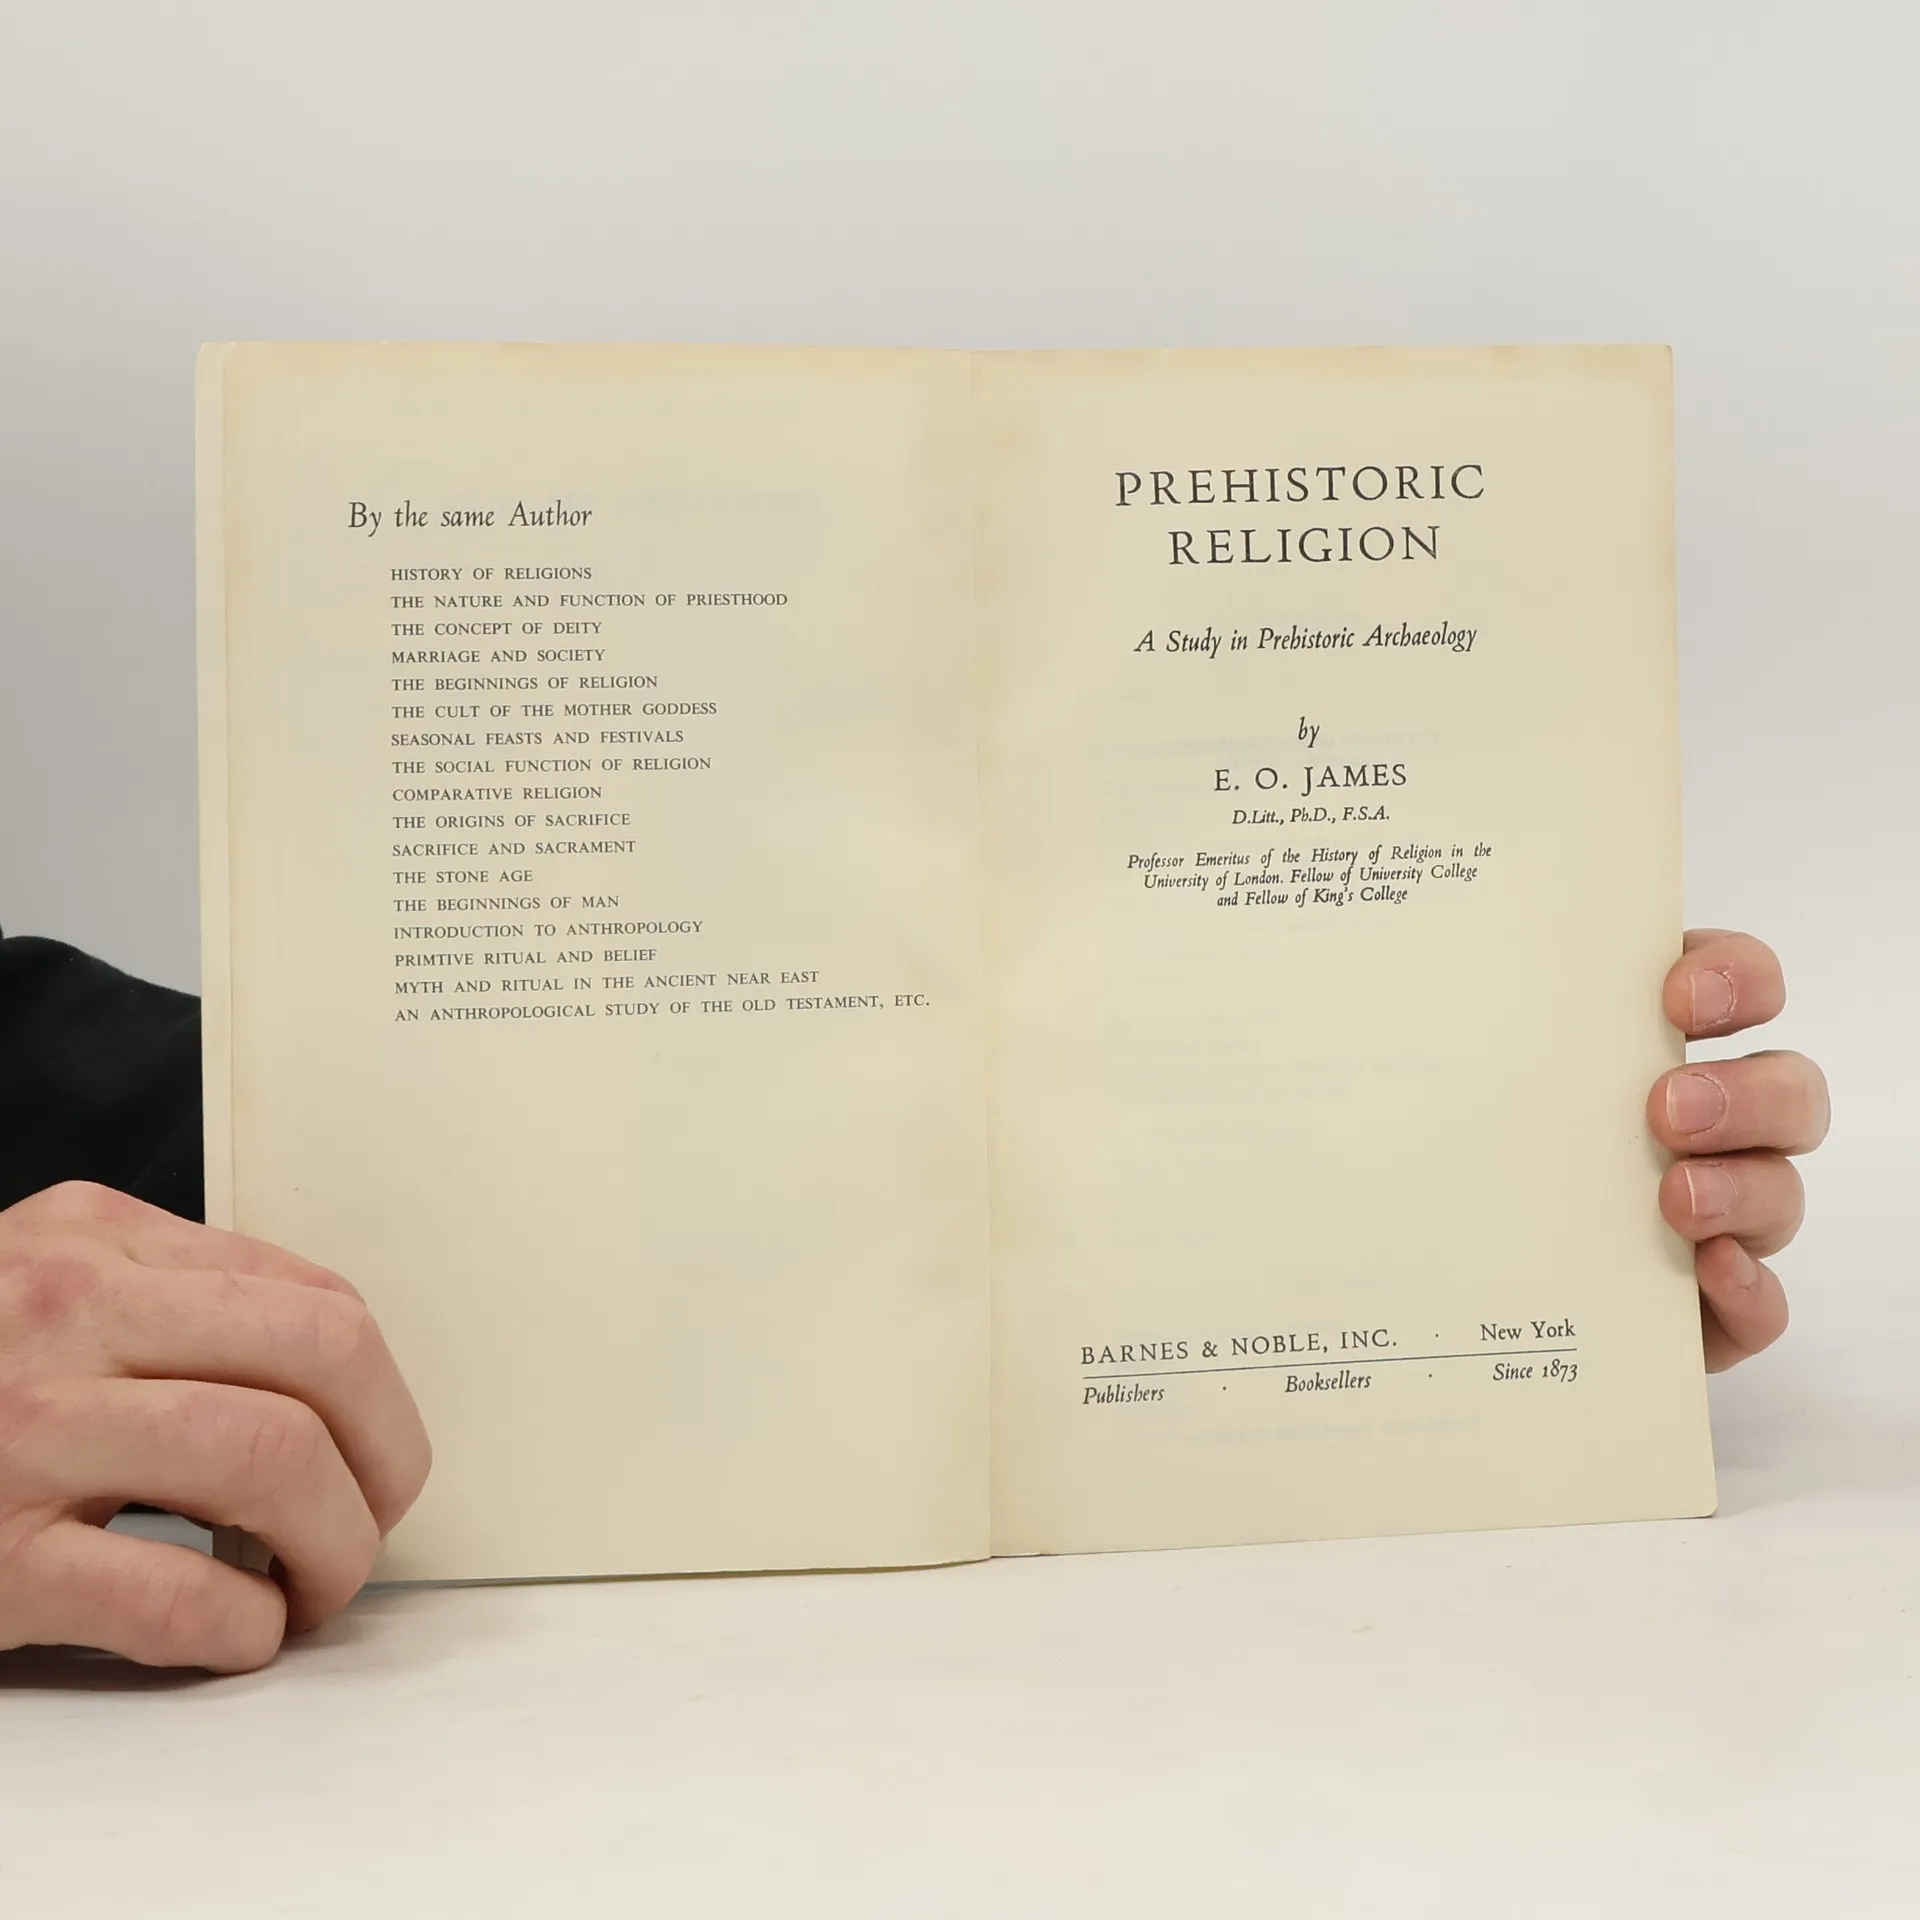 By the same Author
HISTORY OF RELIGIONS
THE NATURE AND FUNCTION OF PRIESTHOOD
THE CONCEPT OF DEITY
MARRIAGE AND SOCIETY
THE BEGINNINGS OF RELIGION
THE CULT OF THE MOTHER GODDESS
SEASONAL FEASTS AND FESTIVALS
THE SOCIAL FUNCTION OF RELIGION
COMPARATIVE RELIGION
THE ORIGINS OF SACRIFICE
SACRIFICE AND SACRAMENT
THE STONE AGE
THE BEGINNINGS OF MAN
INTRODUCTION TO ANTHROPOLOGY
PRIMTIVE RITUAL AND BELIEF
MYTH AND RITUAL IN THE ANCIENT NEAR EAST
AN ANTHROPOLOGICAL STUDY OF THE OLD TESTAMENT, ETC.
PREHISTORIC
RELIGION
A Study in Prehistoric Archaeology
by
E. O. JAMES
D.Litt., Ph.D., F.S.A.
Professor Emeritus of the History of Religion in the
University of London. Fellow of University College
and Fellow of King's College
BARNES & NOBLE, INC. · New York
Publishers · Booksellers · Since 1873